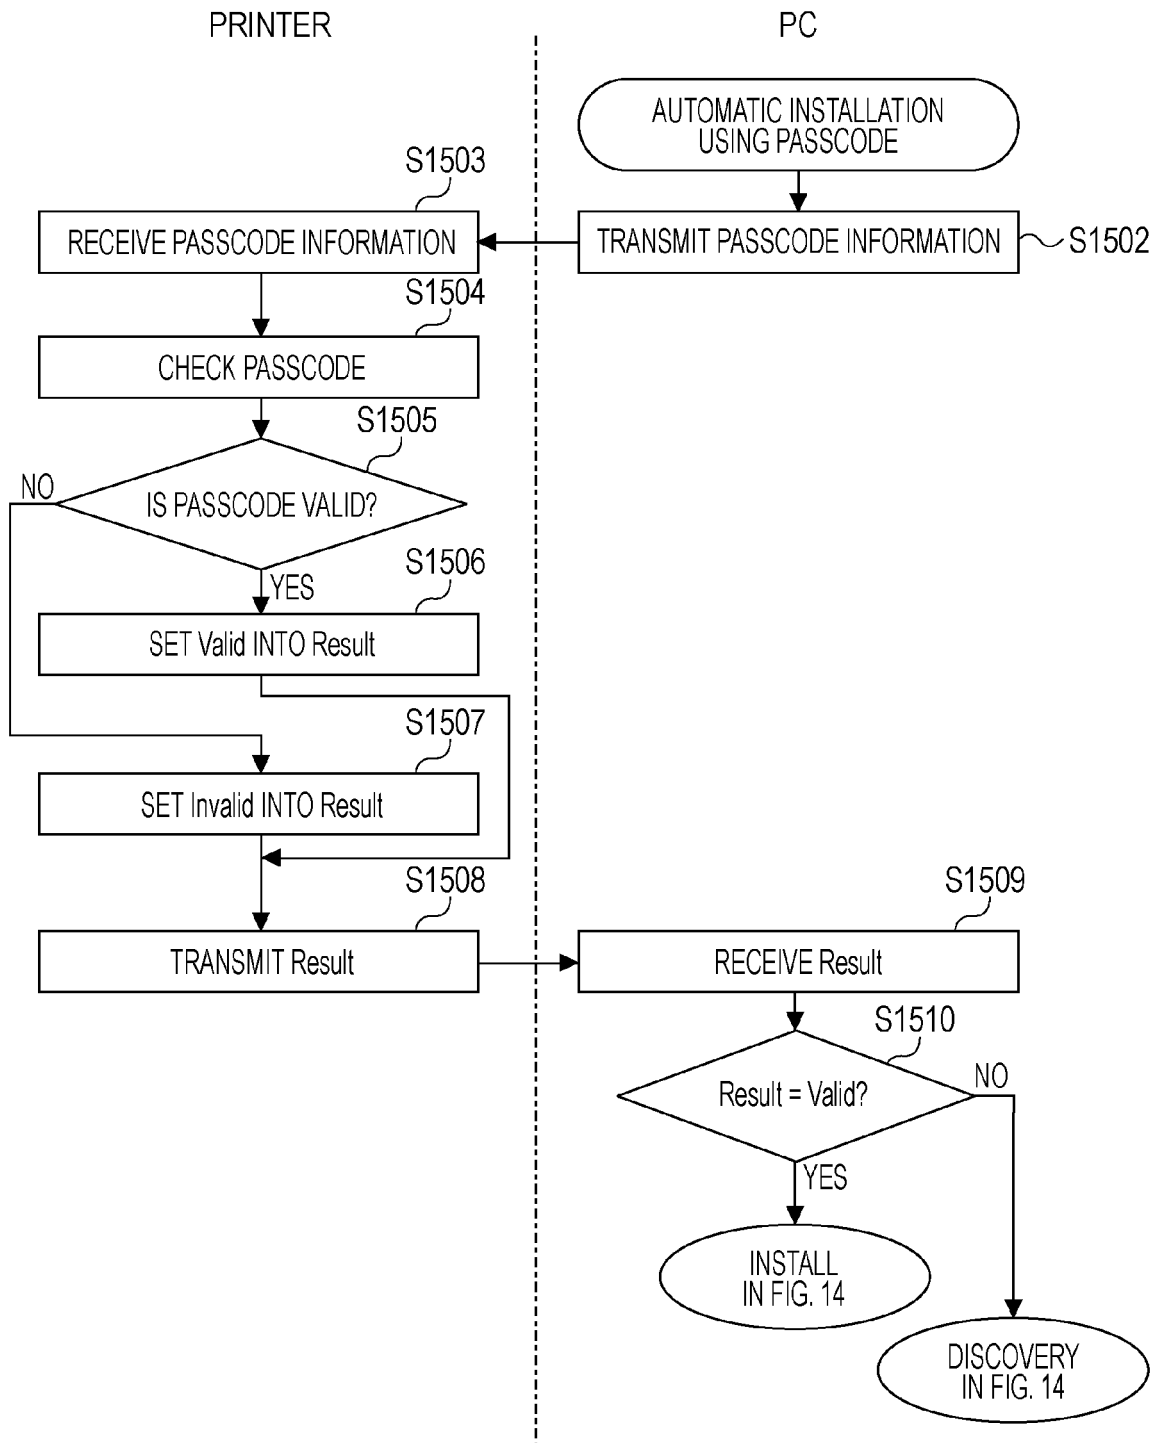 PRINTER
PC
AUTOMATIC INSTALLATION
USING PASSCODE
S1503
RECEIVE PASSCODE INFORMATION
TRANSMIT PASSCODE INFORMATION
S1502
S1504
CHECK PASSCODE
S1505
NO
IS PASSCODE VALID?
S1506
YES
SET Valid INTO Result
S1507
SET Invalid INTO Result
S1508
TRANSMIT Result
S1509
RECEIVE Result
S1510
Result = Valid?
NO
YES
INSTALL
IN FIG. 14
DISCOVERY
IN FIG. 14